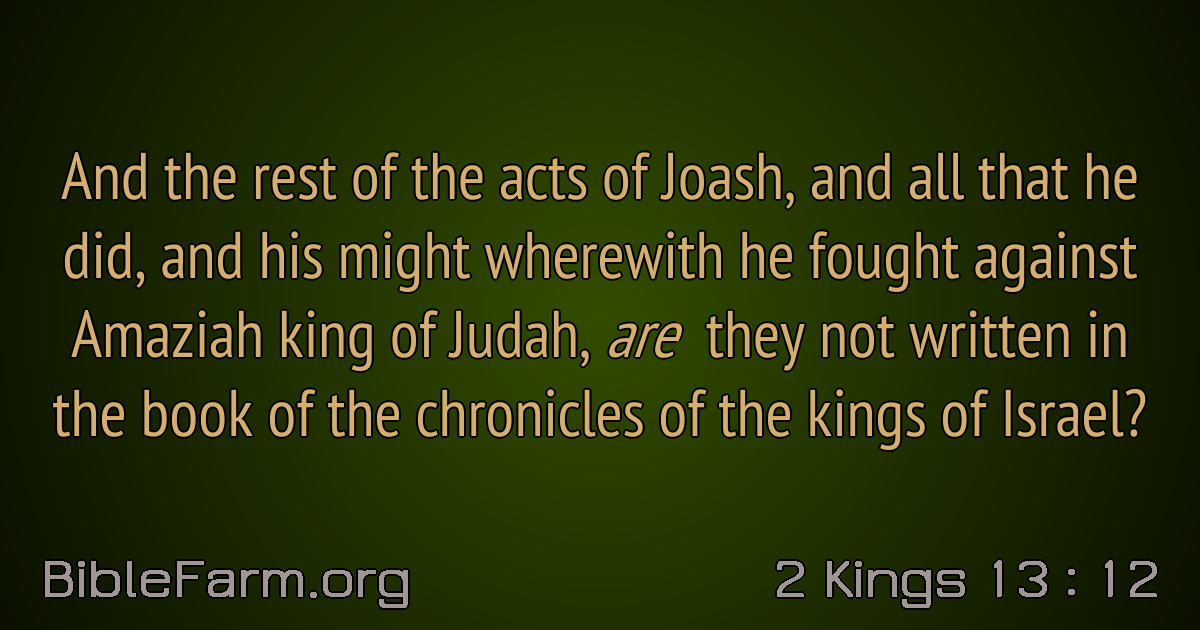 And the rest of the acts of Joash, and all that he
did, and his might wherewith he fought against
Amaziah king of Judah, are they not written in
the book of the chronicles of the kings of Israel?
BibleFarm.org
2 Kings 13 : 12